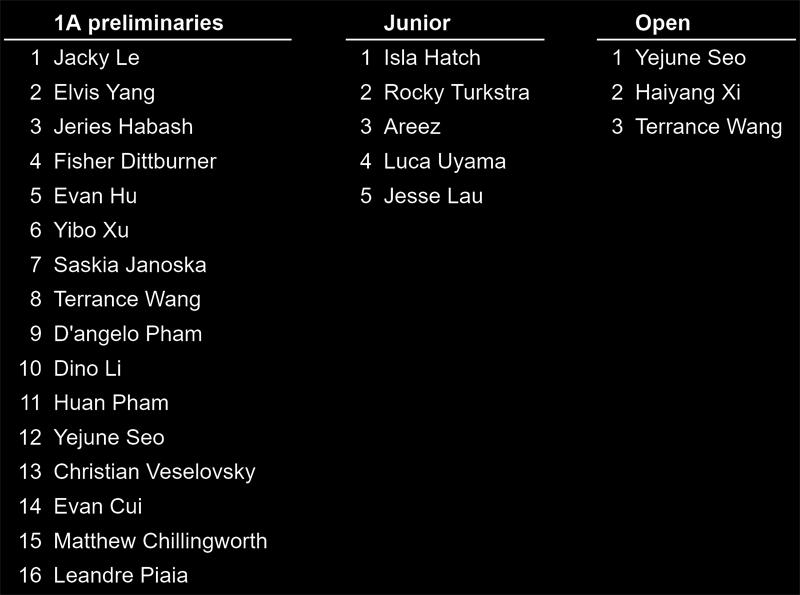 1A preliminaries
1 Jacky Le
2 Elvis Yang
3 Jeries Habash
4 Fisher Dittburner
5 Evan Hu
6 Yibo Xu
7 Saskia Janoska
8 Terrance Wang
9 D'angelo Pham
10 Dino Li
11 Huan Pham
12 Yejune Seo
13 Christian Veselovsky
14 Evan Cui
15 Matthew Chillingworth
16 Leandre Piaia
Junior
1 Isla Hatch
2 Rocky Turkstra
3 Areez
4 Luca Uyama
5 Jesse Lau
Open
1 Yejune Seo
2 Haiyang Xi
3 Terrance Wang